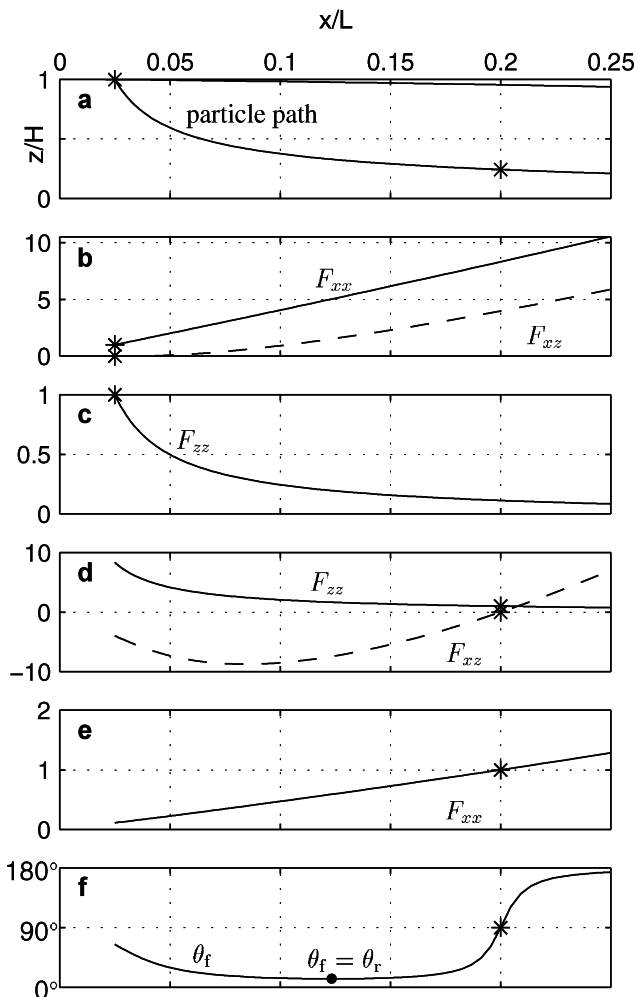 x/L
0 0.05 0.1 0.15 0.2 0.25
1
a
particle path
z/H
0
10
b
F_xx
5
F_xz
0
1
c
F_zz
0.5
0
10
d
F_zz
0
F_xz
−10
2
e
1
F_xx
0
180°
f
90°
θ_f
θ_f = θ_r
0°